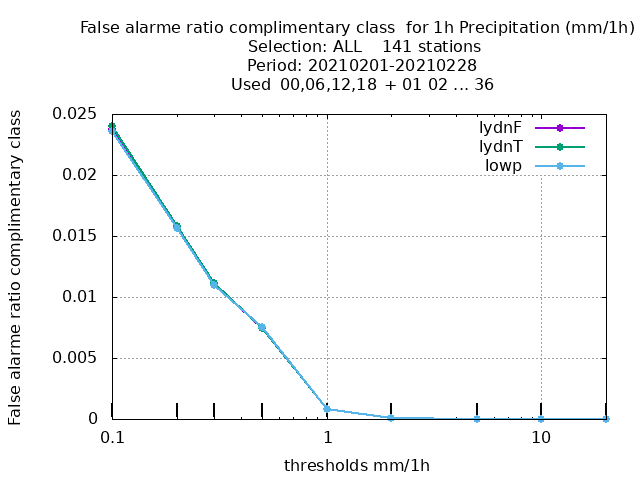 False alarme ratio complimentary class  for 1h Precipitation (mm/1h)
Selection: ALL    141 stations
Period: 20210201-20210228
Used  00,06,12,18  + 01 02 ... 36
False alarme ratio complimentary class
0.025
0.02
0.015
0.01
0.005
0
lydnF
lydnT
lowp
0.1
1
10
thresholds mm/1h